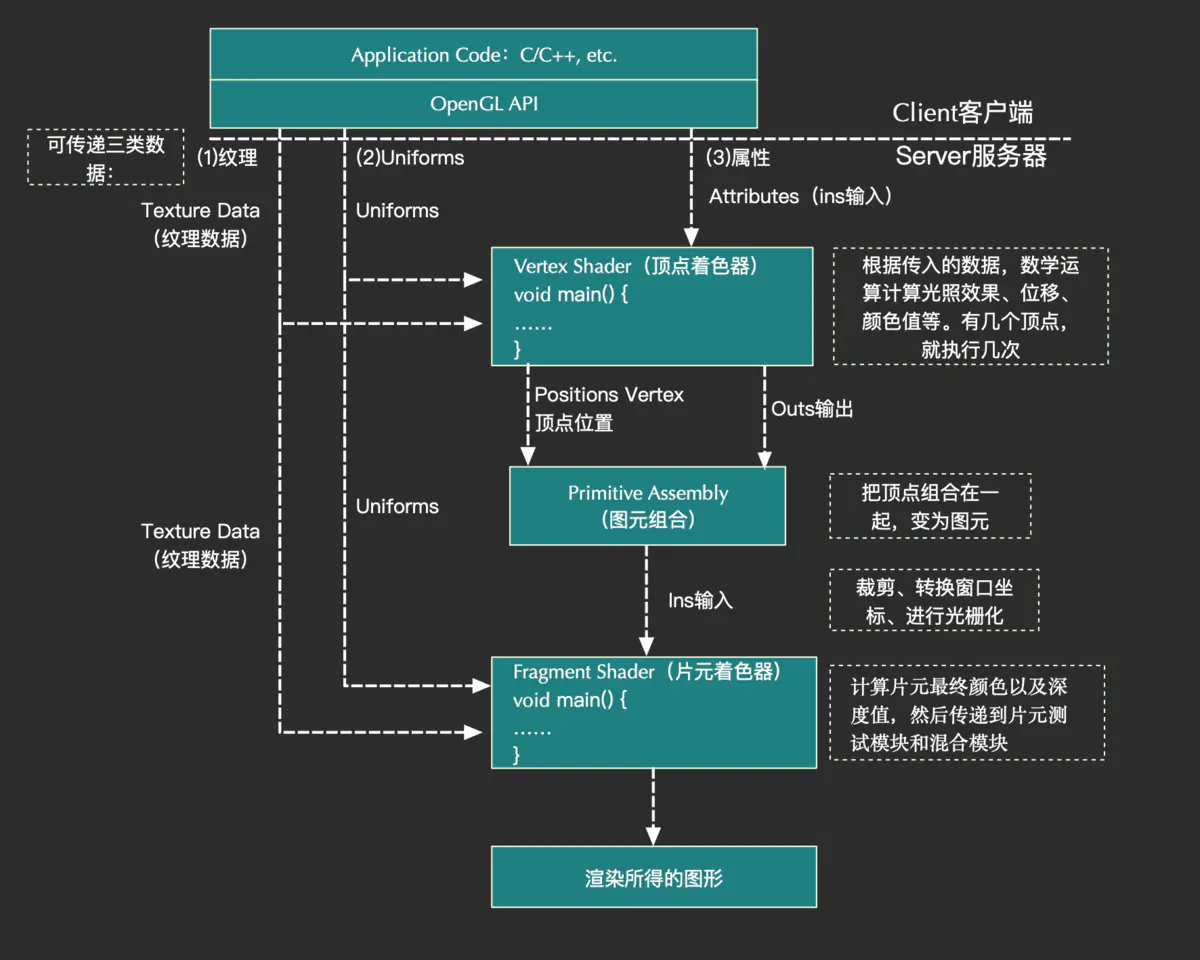 Application Code：C/C++, etc.
OpenGL API
Client客户端
可传递三类数
据：
(1)纹理
(2)Uniforms
(3)属性
Server服务器
Texture Data
（纹理数据）
Uniforms
Attributes（ins输入）
Vertex Shader（顶点着色器）
void main() {
......
}
根据传入的数据，数学运
算计算光照效果、位移、
颜色值等。有几个顶点，
就执行几次
Positions Vertex
顶点位置
Outs输出
Primitive Assembly
（图元组合）
把顶点组合在一
起，变为图元
Uniforms
Texture Data
（纹理数据）
Ins输入
裁剪、转换窗口坐
标、进行光栅化
Fragment Shader（片元着色器）
void main() {
......
}
计算片元最终颜色以及深
度值，然后传递到片元测
试模块和混合模块
渲染所得的图形